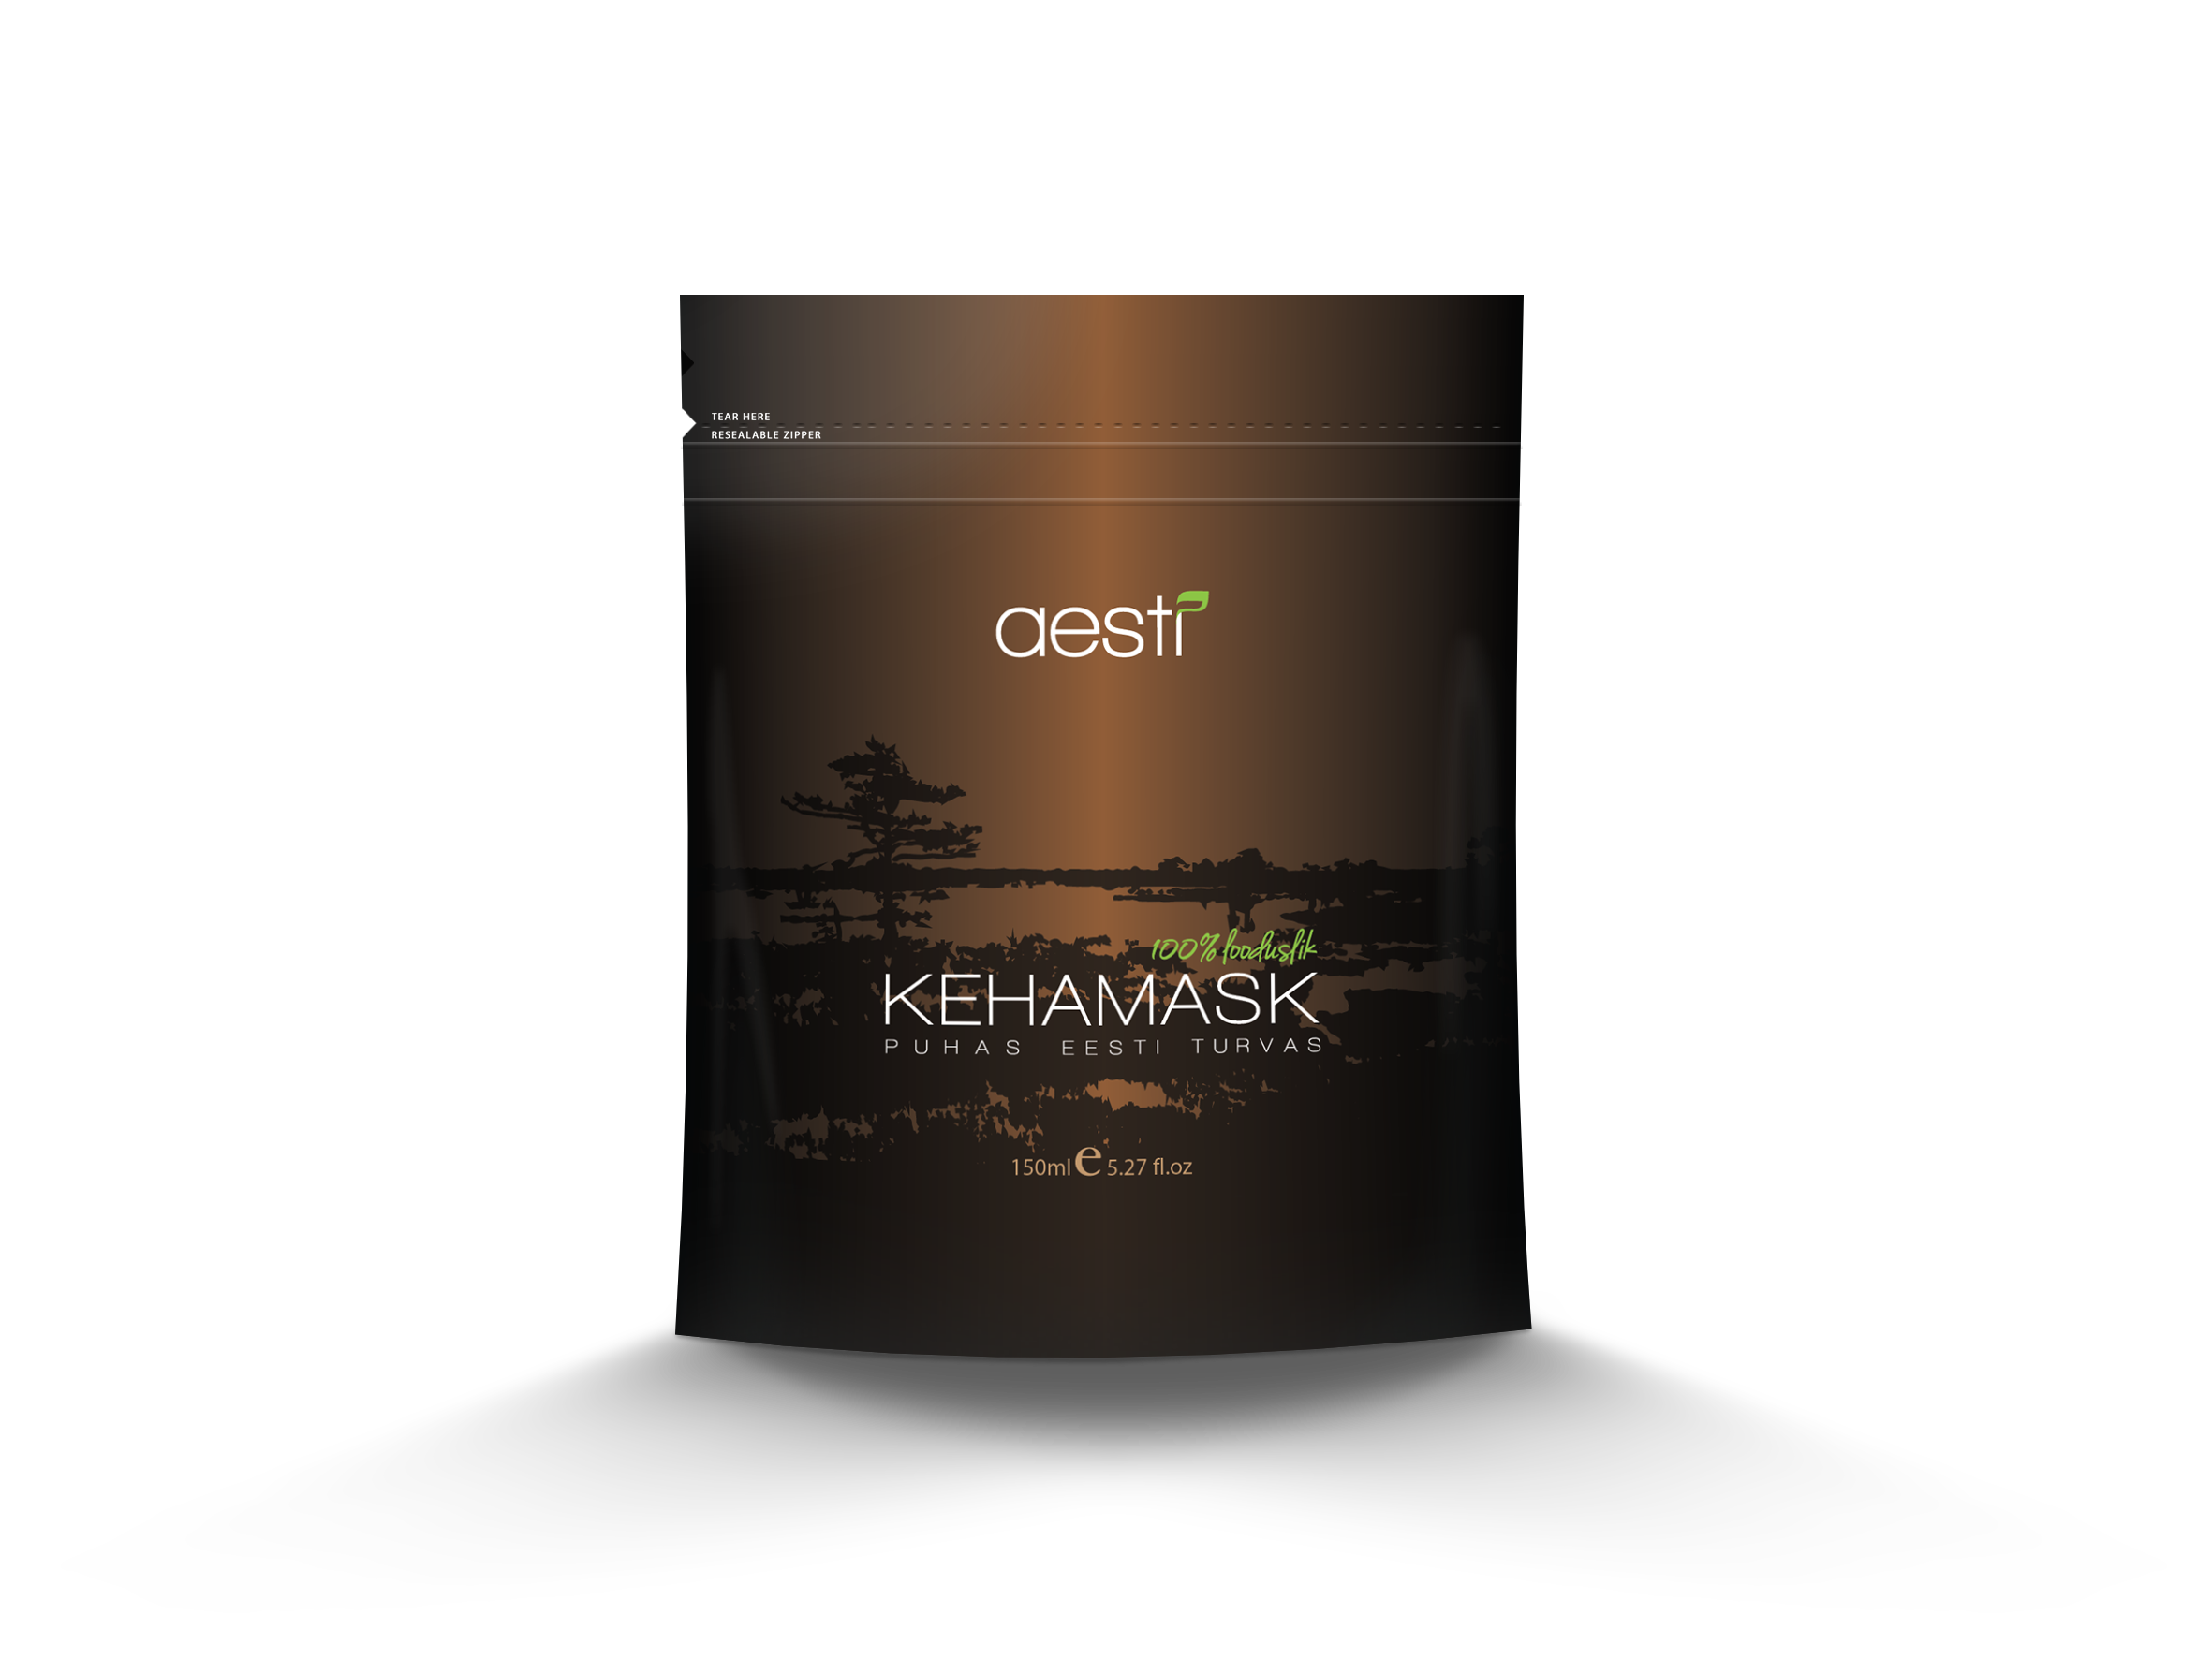 TEAR HERE
RESEALABLE ZIPPER
aesti
100% looduslik
KEHAMASK
PUHAS EESTI TURVAS
150ml e 5.27 fl.oz